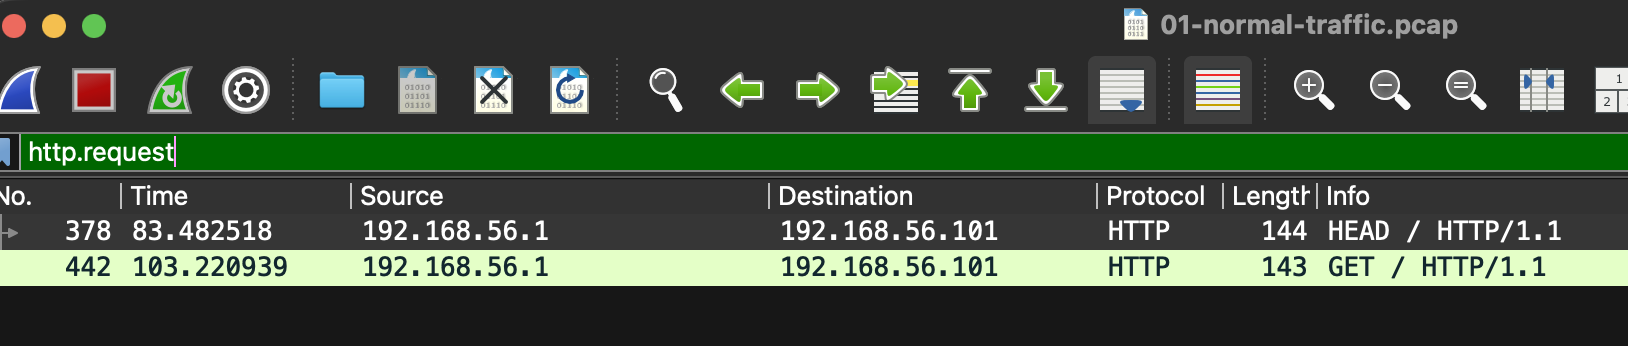 01-normal-traffic.pcap
http.request
No. Time Source Destination Protocol Length Info
378 83.482518 192.168.56.1 192.168.56.101 HTTP 144 HEAD / HTTP/1.1
442 103.220939 192.168.56.1 192.168.56.101 HTTP 143 GET / HTTP/1.1